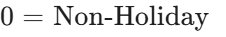 0 = Non-Holiday